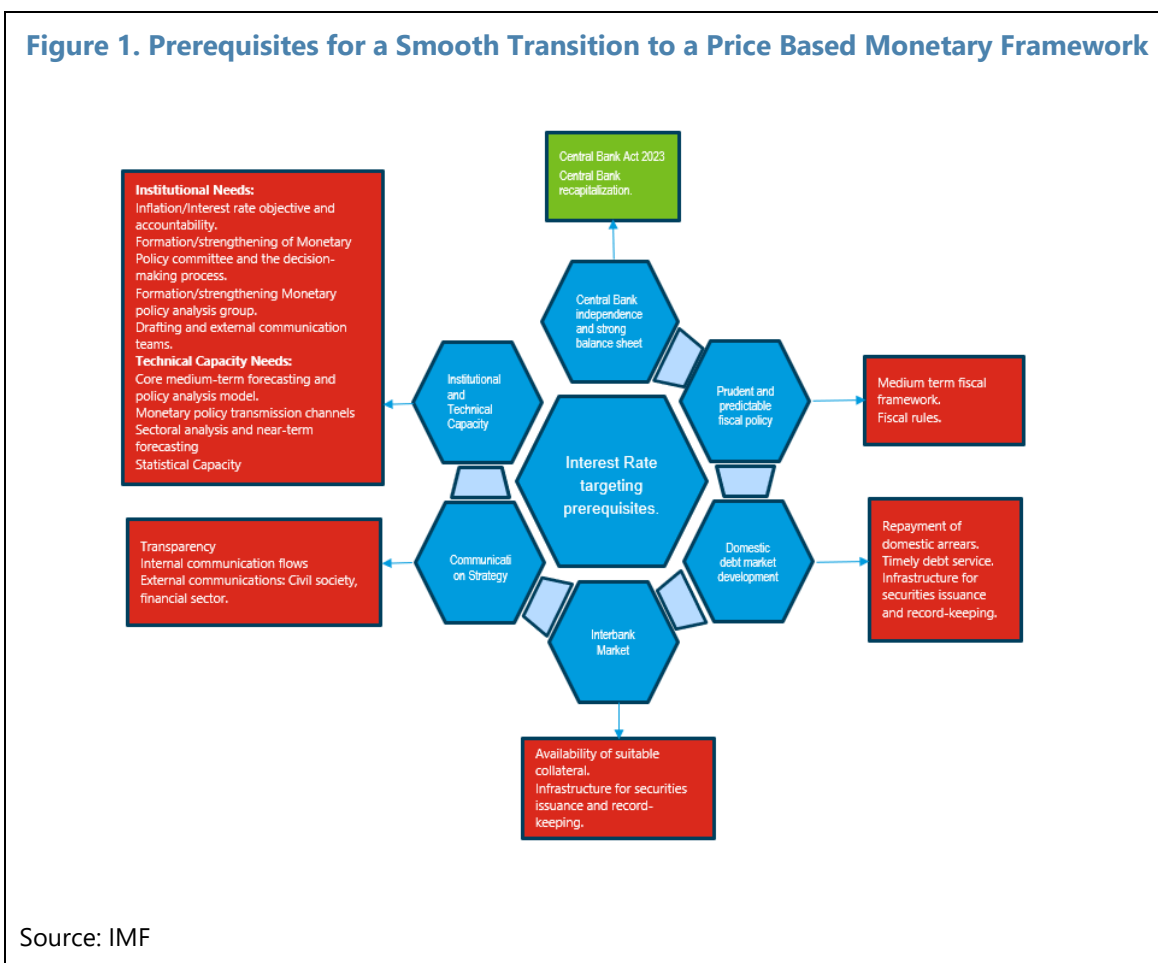 Figure 1. Prerequisites for a Smooth Transition to a Price Based Monetary Framework
Central Bank Act 2023
Central Bank
recapitalization.
Institutional Needs:
Inflation/Interest rate objective and
accountability.
Formation/strengthening of Monetary
Policy committee and the decision-
making process.
Formation/strengthening Monetary
policy analysis group.
Drafting and external communication
teams.
Technical Capacity Needs:
Core medium-term forecasting and
policy analysis model.
Monetary policy transmission channels
Sectoral analysis and near-term
forecasting
Statistical Capacity
Central Bank
independence
and strong
balance sheet
Institutional
and
Technical
Capacity
Prudent and
predictable
fiscal policy
Medium term fiscal
framework.
Fiscal rules.
Interest Rate
targeting
prerequisites.
Transparency
Internal communication flows
External communications: Civil society,
financial sector.
Communicati
on Strategy
Domestic
debt market
development
Repayment of
domestic arrears.
Timely debt service.
Infrastructure for
securities issuance
and record-keeping.
Interbank
Market
Availability of suitable
collateral.
Infrastructure for securities
issuance and record-
keeping.
Source: IMF